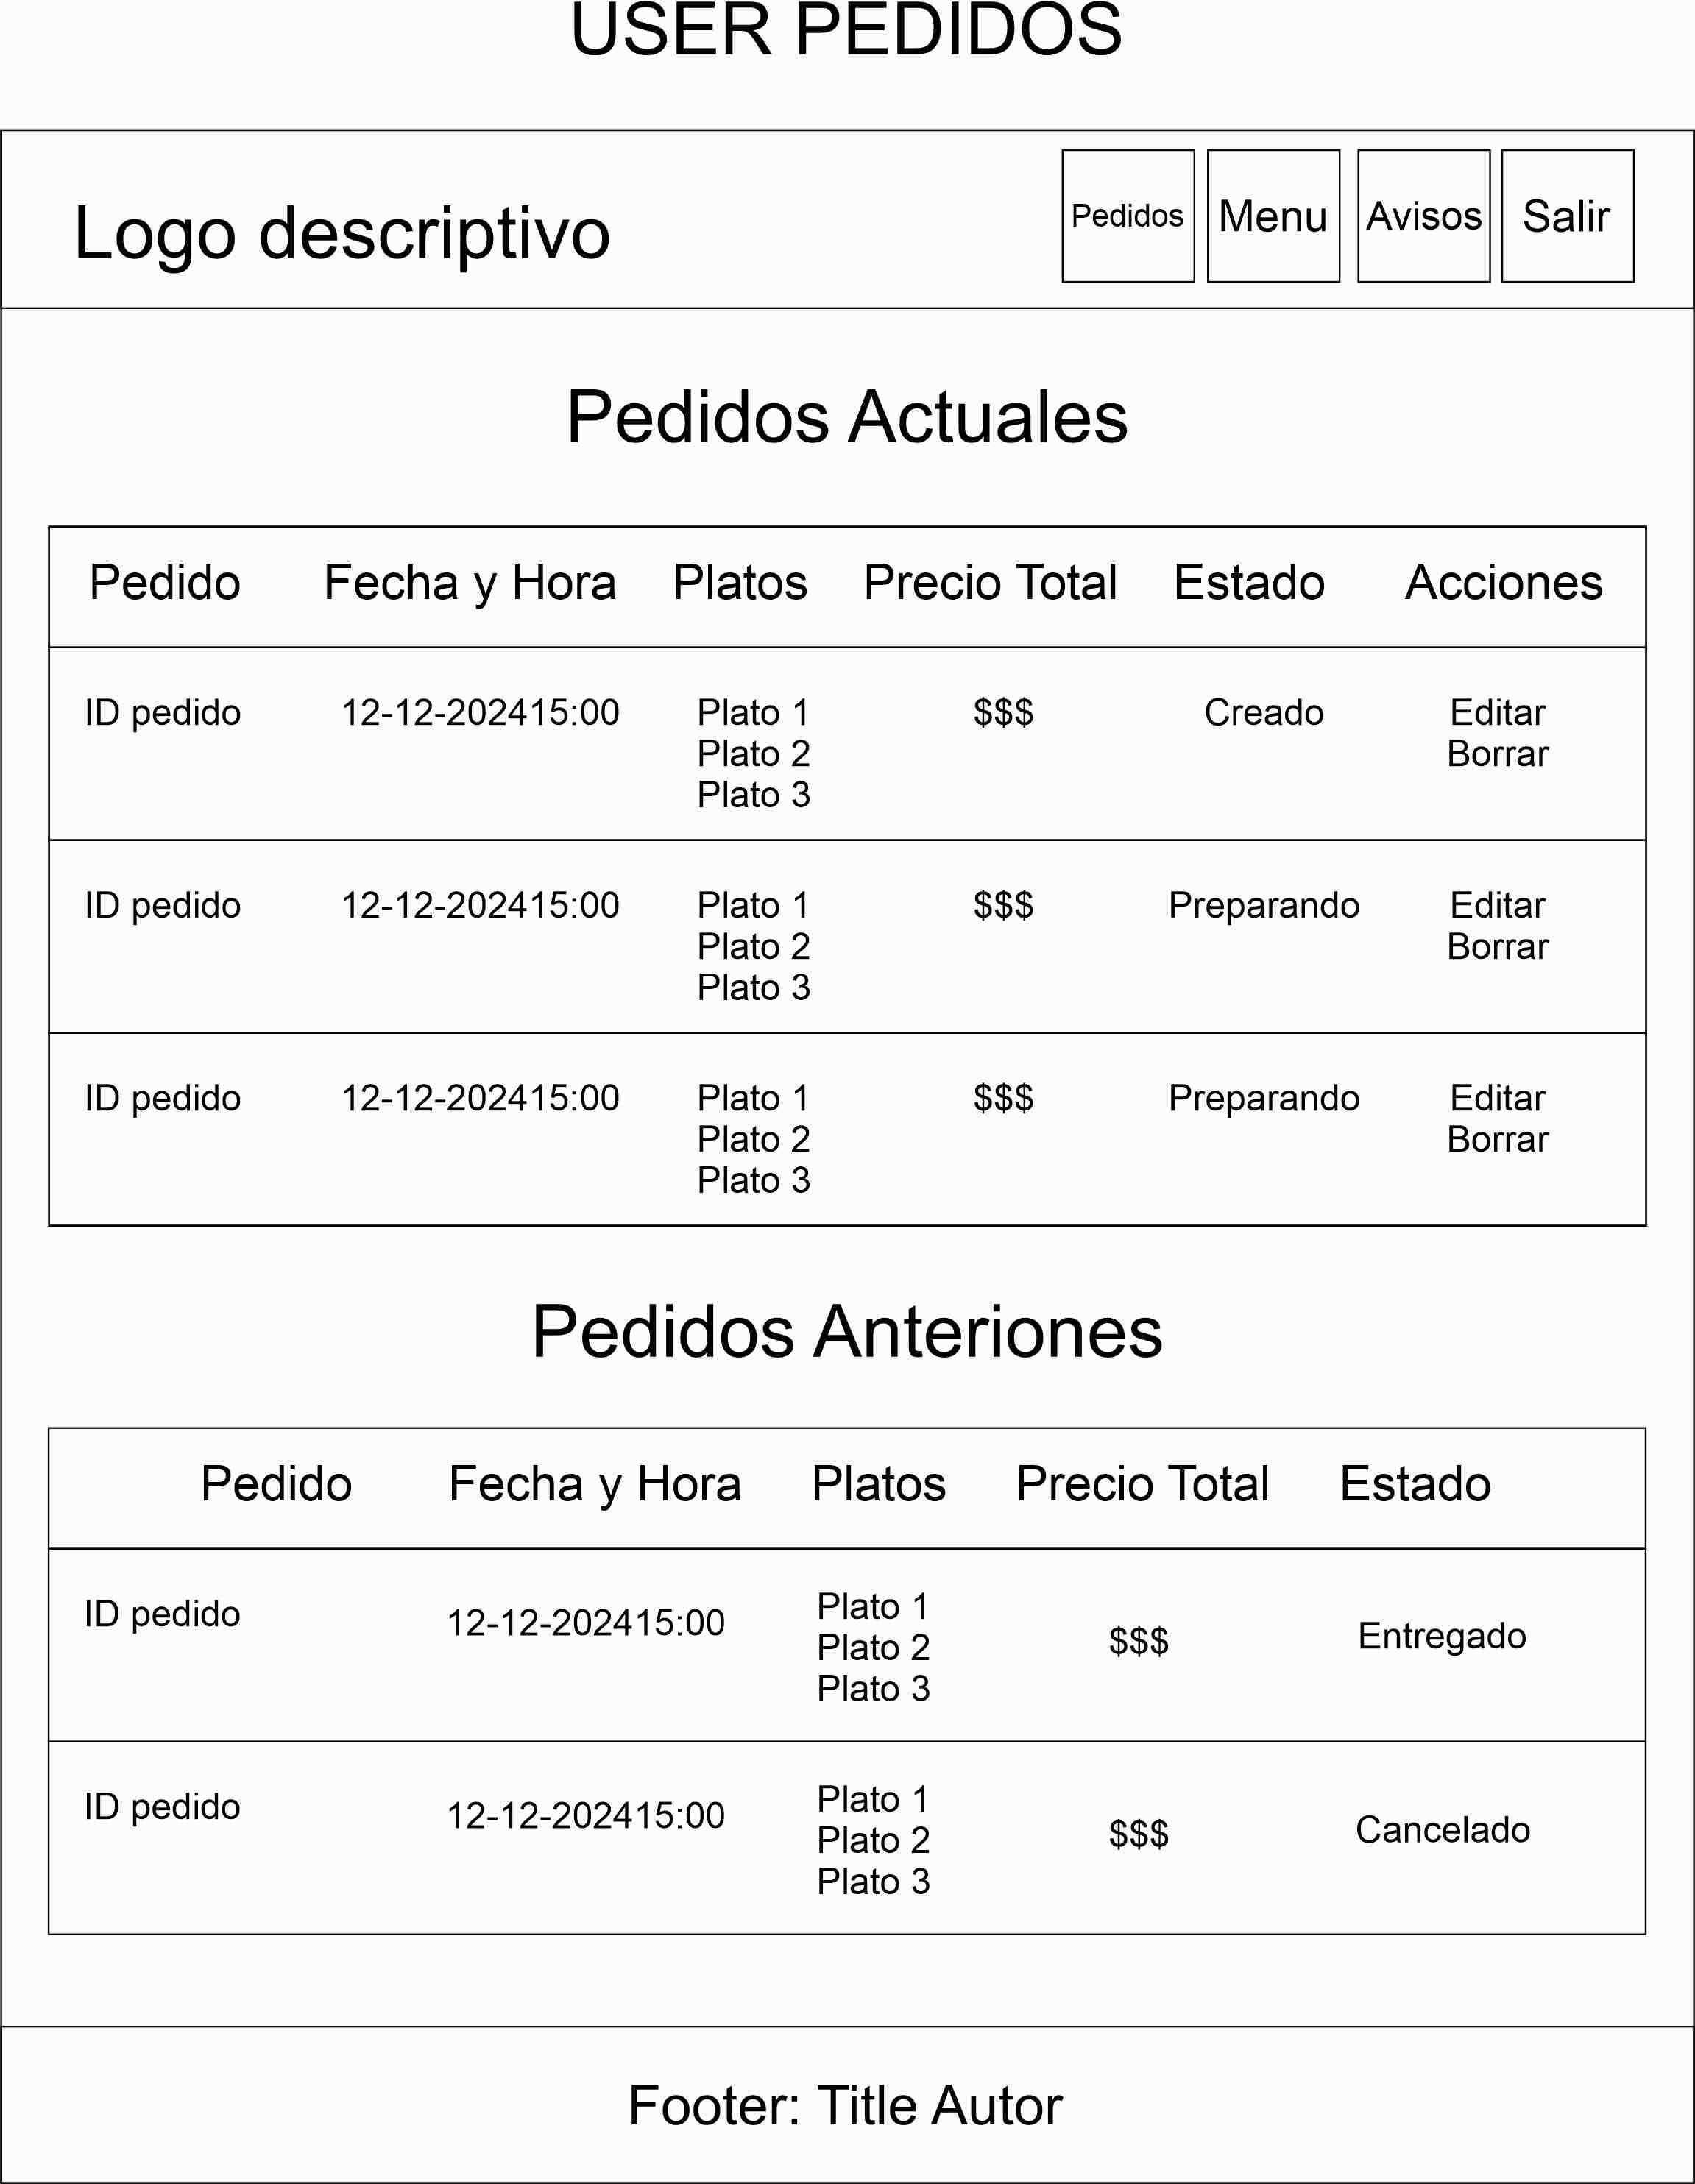 USER PEDIDOS
Logo descriptivo Pedidos Menu Avisos Salir
Pedidos Actuales
Pedido Fecha y Hora Platos Precio Total Estado Acciones
ID pedido 12-12-202415:00 Plato 1 $$$ Creado Editar
Plato 2 Borrar
Plato 3
ID pedido 12-12-202415:00 Plato 1 $$$ Preparando Editar
Plato 2 Borrar
Plato 3
ID pedido 12-12-202415:00 Plato 1 $$$ Preparando Editar
Plato 2 Borrar
Plato 3
Pedidos Anteriones
Pedido Fecha y Hora Platos Precio Total Estado
ID pedido 12-12-202415:00 Plato 1
Plato 2 $$$ Entregado
Plato 3
ID pedido 12-12-202415:00 Plato 1
Plato 2 $$$ Cancelado
Plato 3
Footer: Title Autor